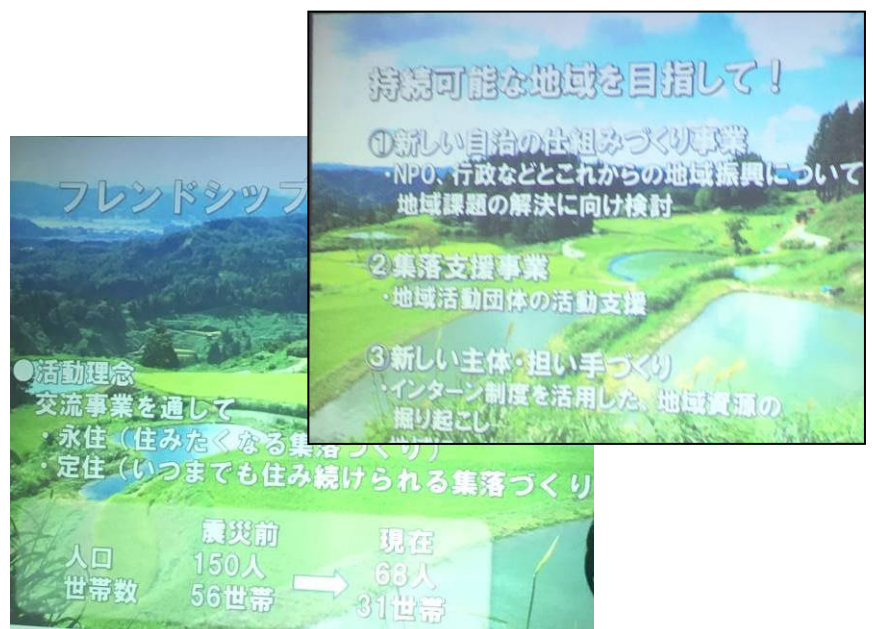 持続可能な地域を目指して！
①新しい自治の仕組みづくり事業
・NPO、行政などとこれからの地域振興について
地域課題の解決に向け検討
②集落支援事業
・地域活動団体の活動支援
③新しい主体・担い手づくり
・インターン制度を活用した、地域資源の
掘り起こし
フレンドシップ
●活動理念
交流事業を通して
・永住（住みたくなる集落づくり）
・定住（いつまでも住み続けられる集落づくり
震災前 現在
人口 150人 68人
世帯数 56世帯 31世帯